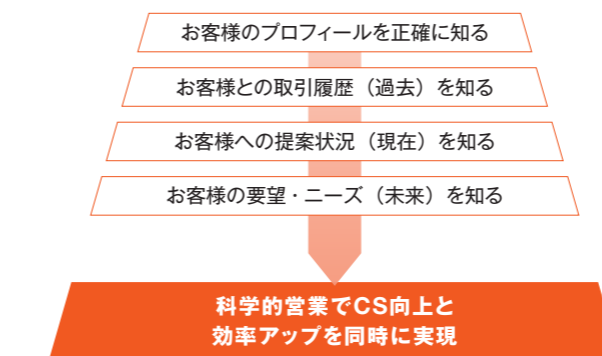 お客様のプロフィールを正確に知る
お客様との取引履歴（過去）を知る
お客様への提案状況（現在）を知る
お客様の要望・ニーズ（未来）を知る
科学的営業でCS向上と
効率アップを同時に実現